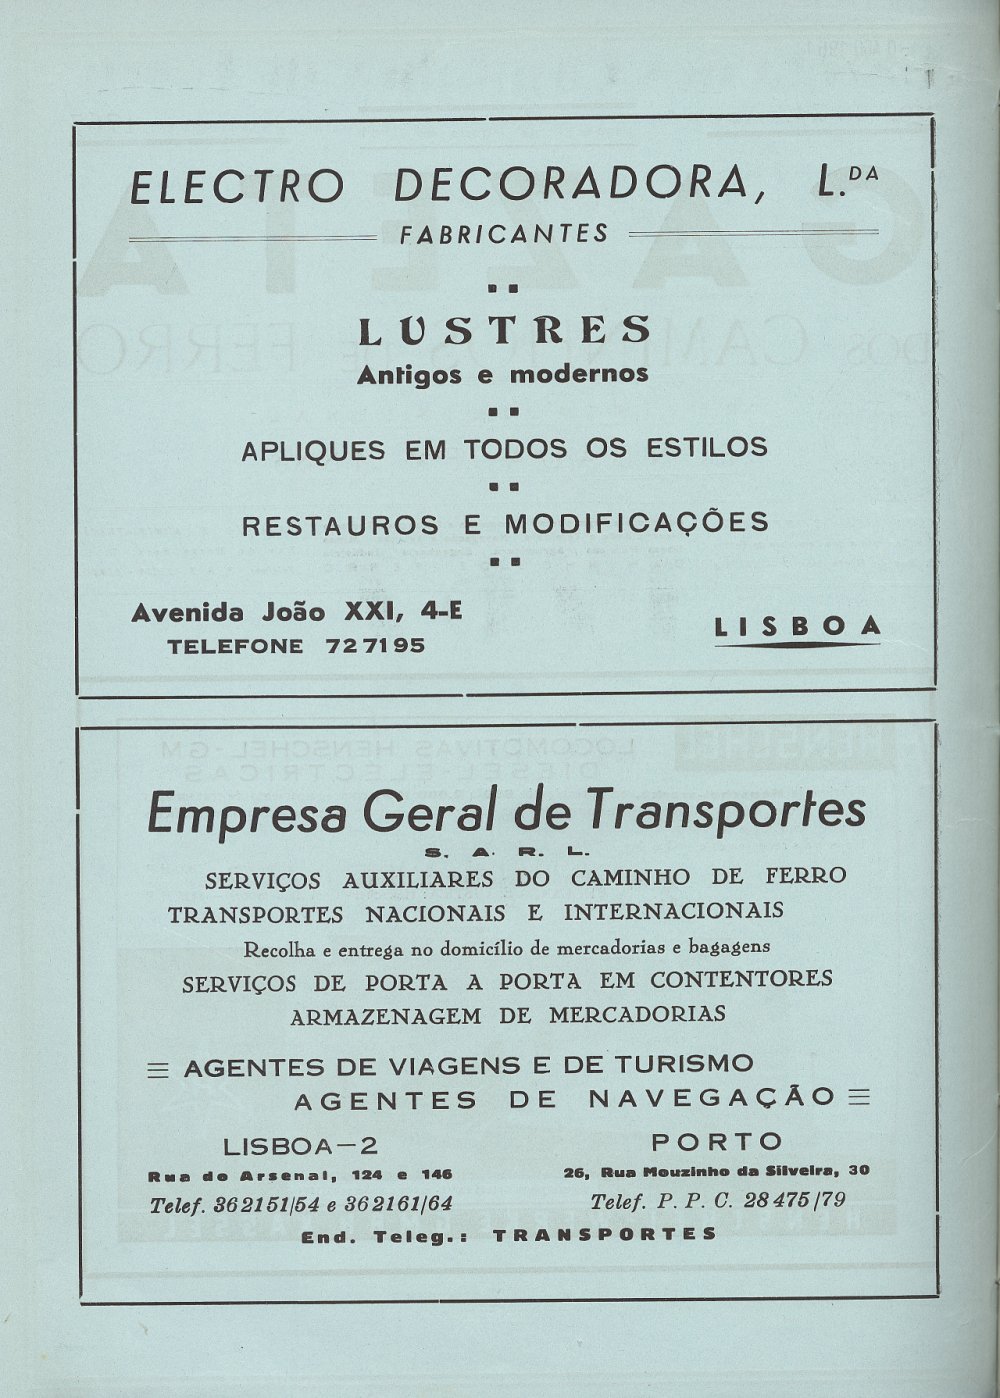 ELECTRO DECORADORA, L.DA
FABRICANTES
LUSTRES
Antigos e modernos
APLIQUES EM TODOS OS ESTILOS
RESTAUROS E MODIFICAÇÕES
Avenida João XXI, 4-E
TELEFONE 727195
LISBOA
Empresa Geral de Transportes
S. A. R. L.
SERVIÇOS AUXILIARES DO CAMINHO DE FERRO
TRANSPORTES NACIONAIS E INTERNACIONAIS
Recolha e entrega no domicílio de mercadorias e bagagens
SERVIÇOS DE PORTA A PORTA EM CONTENTORES
ARMAZENAGEM DE MERCADORIAS
AGENTES DE VIAGENS E DE TURISMO
AGENTES DE NAVEGAÇÃO
LISBOA—2
Rua do Arsenal, 124 e 146
Telef. 362151/54 e 362161/64
PORTO
26, Rua Mouzinho da Silveira, 30
Telef. P. P. C. 28475/79
End. Teleg.: TRANSPORTES